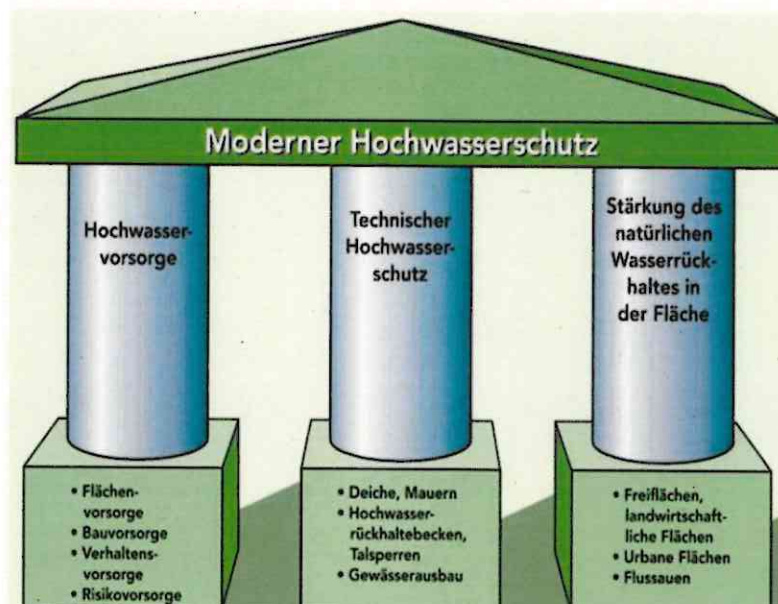 Moderner Hochwasserschutz
Hochwasser-
vorsorge
Technischer
Hochwasser-
schutz
Stärkung des
natürlichen
Wasserrück-
haltes in
der Fläche
• Flächen-
vorsorge
• Bauvorsorge
• Verhaltens-
vorsorge
• Risikovorsorge
• Deiche, Mauern
• Hochwasser-
rückhaltebecken,
Talsperren
• Gewässerausbau
• Freiflächen,
landwirtschaft-
liche Flächen
• Urbane Flächen
• Flussauen